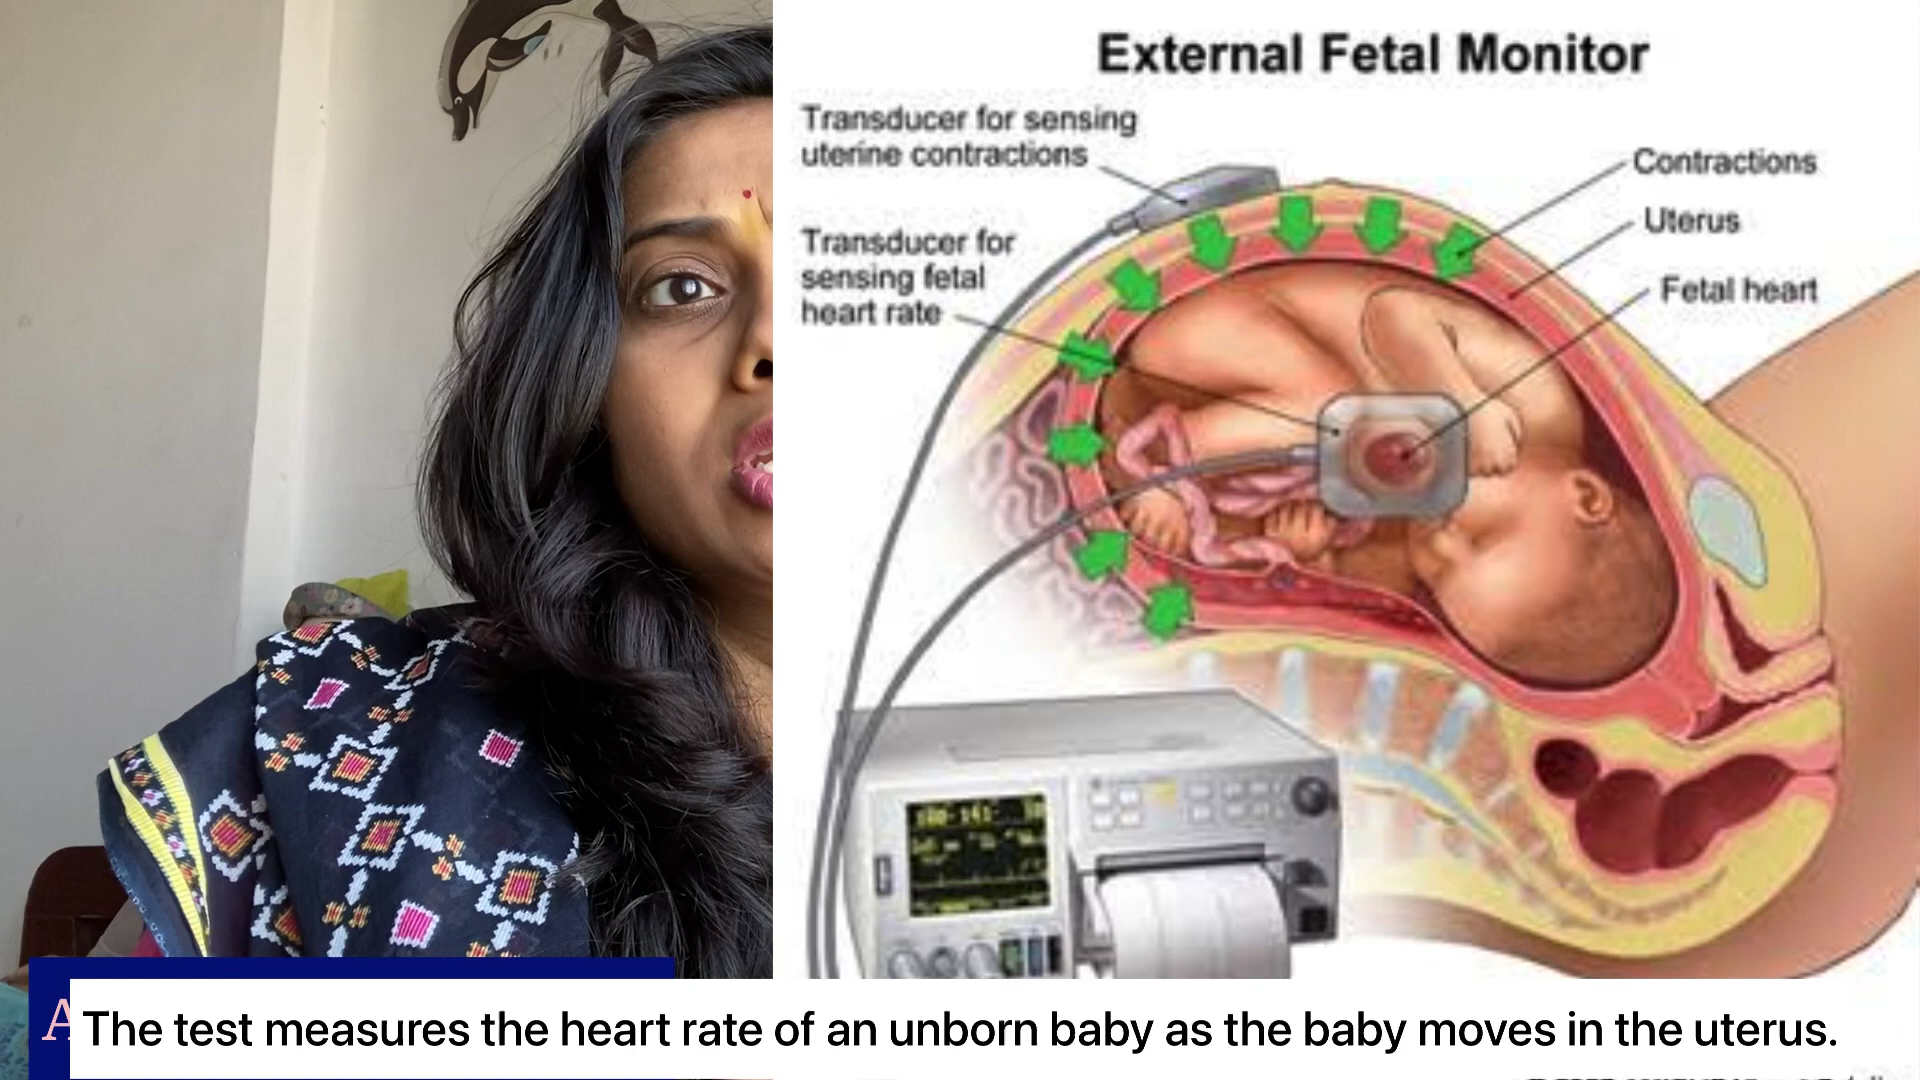 External Fetal Monitor
Transducer for sensing
uterine contractions
Contractions
Uterus
Transducer for
sensing fetal
heart rate
Fetal heart
A
The test measures the heart rate of an unborn baby as the baby moves in the uterus.